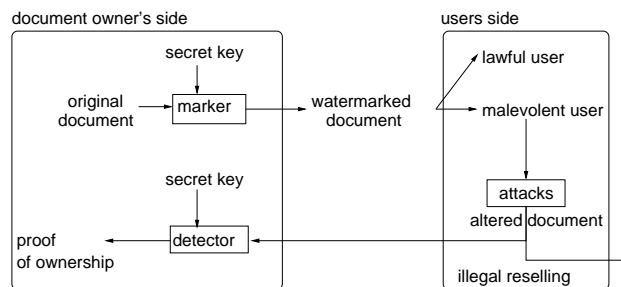 document owner's side
users side
secret key
lawful user
original
document
marker
watermarked
document
malevolent user
secret key
attacks
altered document
proof
of ownership
detector
illegal reselling